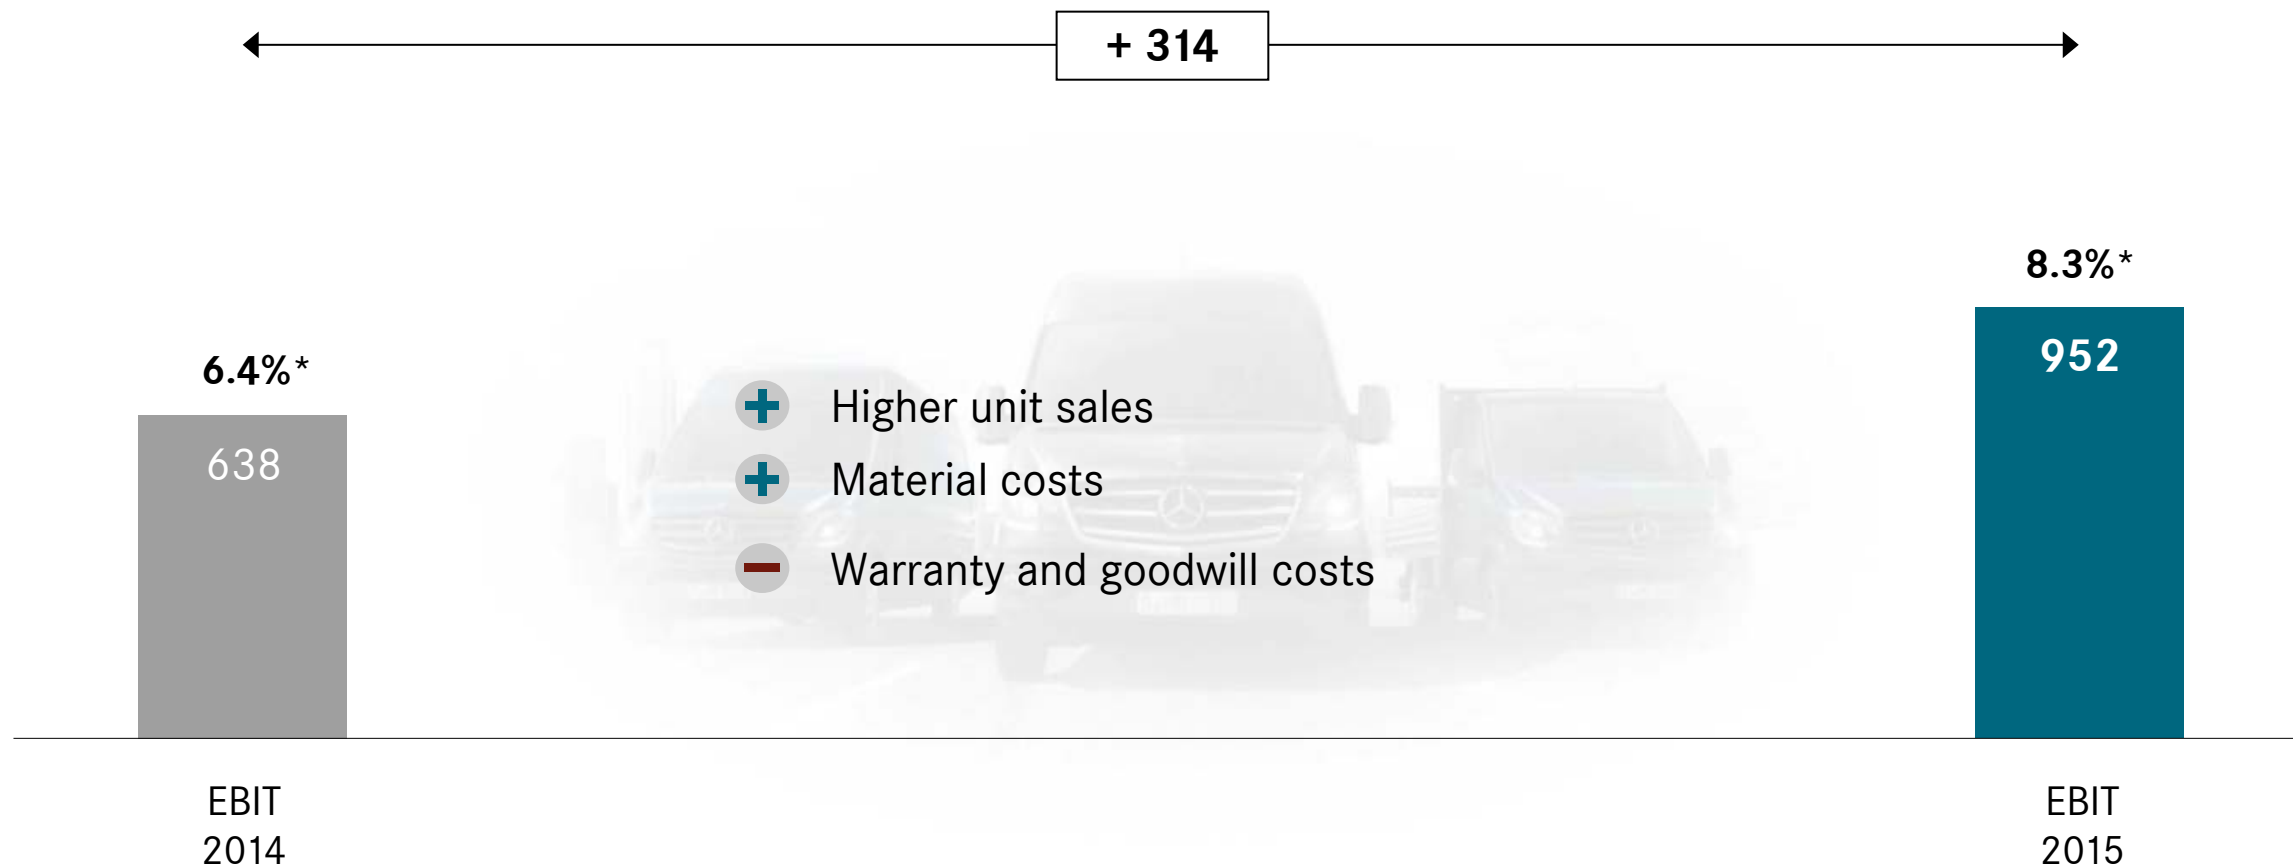 + 314
6.4%*
638
8.3%*
952
Higher unit sales
Material costs
Warranty and goodwill costs
EBIT
2014
EBIT
2015